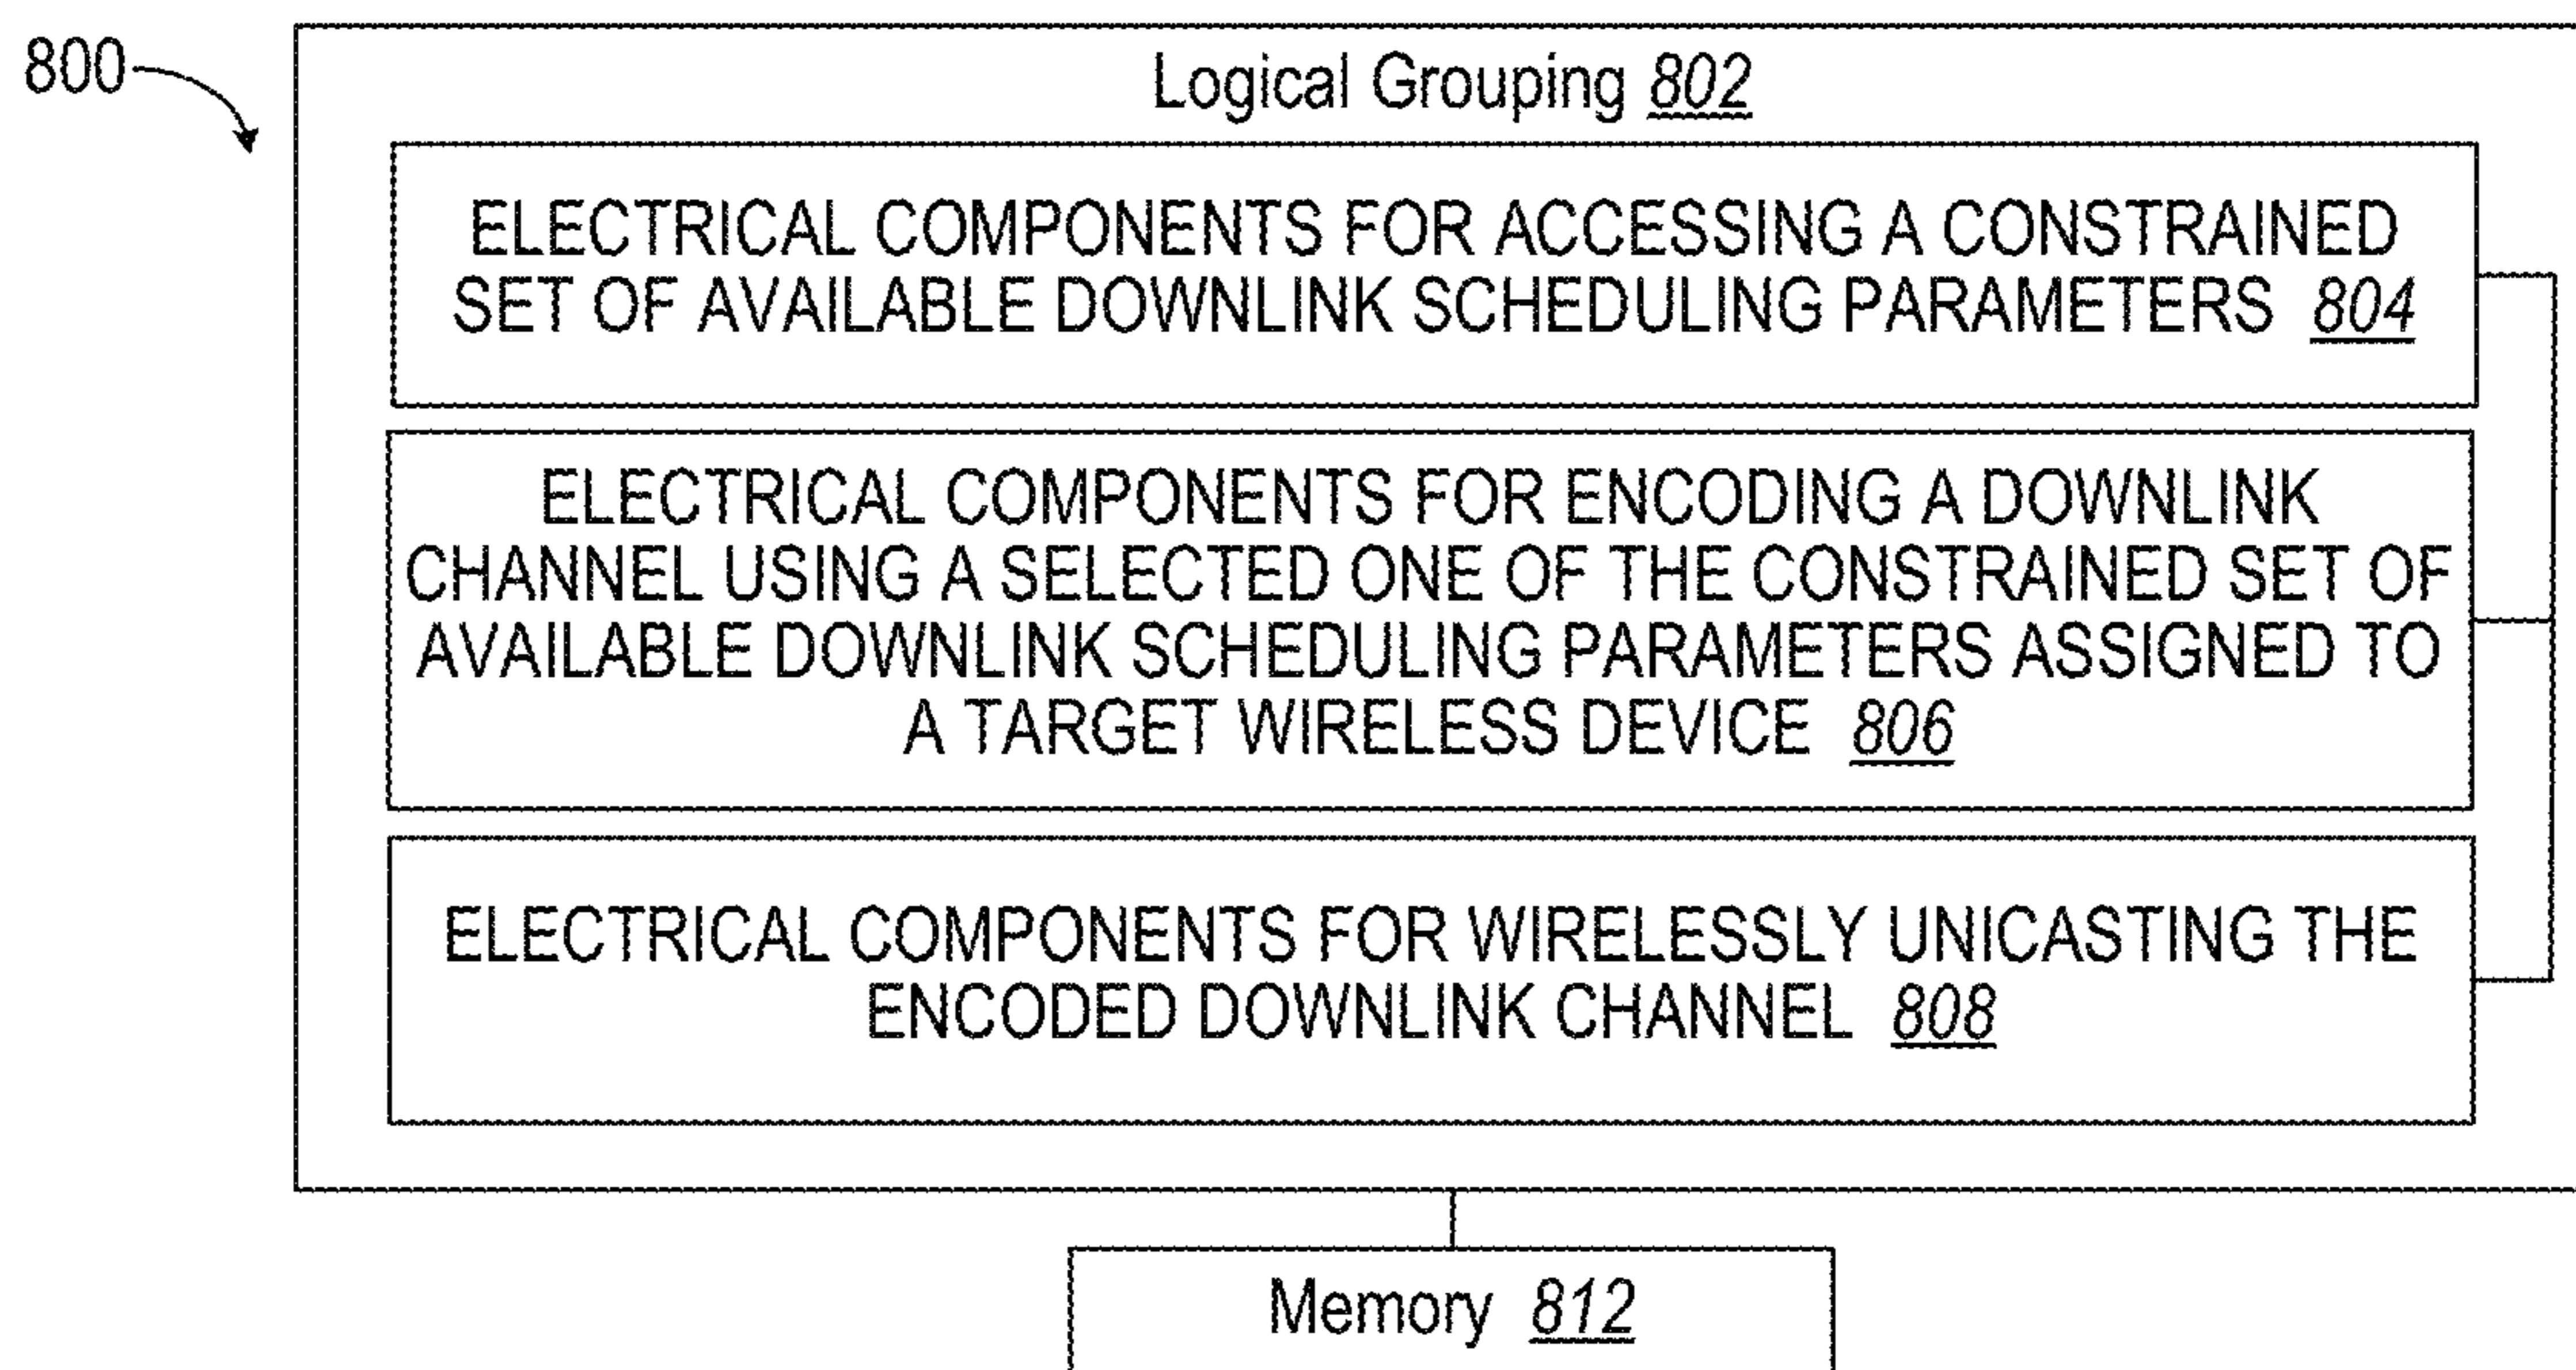 800
Logical Grouping 802
ELECTRICAL COMPONENTS FOR ACCESSING A CONSTRAINED
SET OF AVAILABLE DOWNLINK SCHEDULING PARAMETERS 804
ELECTRICAL COMPONENTS FOR ENCODING A DOWNLINK
CHANNEL USING A SELECTED ONE OF THE CONSTRAINED SET OF
AVAILABLE DOWNLINK SCHEDULING PARAMETERS ASSIGNED TO
A TARGET WIRELESS DEVICE 806
ELECTRICAL COMPONENTS FOR WIRELESSLY UNICASTING THE
ENCODED DOWNLINK CHANNEL 808
Memory 812